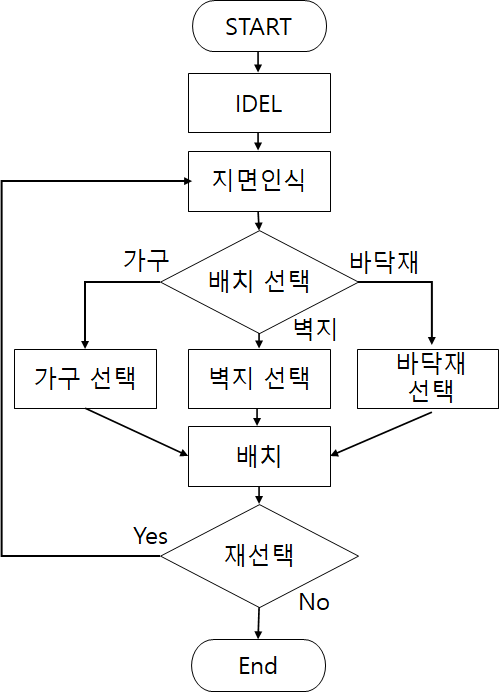 START
IDEL
지면인식
가구
배치 선택
바닥재
벽지
가구 선택
벽지 선택
바닥재
선택
배치
Yes
재선택
No
End